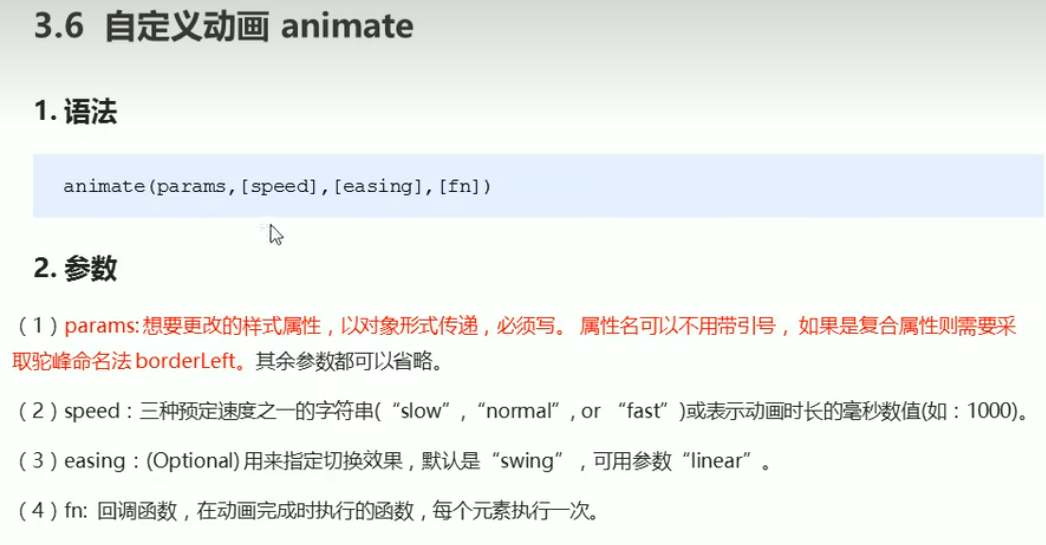 3.6 自定义动画 animate
1. 语法
animate(params,[speed],[easing],[fn])
2. 参数
（1）params: 想要更改的样式属性，以对象形式传递，必须写。 属性名可以不用带引号， 如果是复合属性则需要采
取驼峰命名法 borderLeft。其余参数都可以省略。
（2）speed：三种预定速度之一的字符串(“slow”,“normal”, or “fast”)或表示动画时长的毫秒数值(如：1000)。
（3）easing：(Optional) 用来指定切换效果，默认是“swing”，可用参数“linear”。
（4）fn: 回调函数，在动画完成时执行的函数，每个元素执行一次。